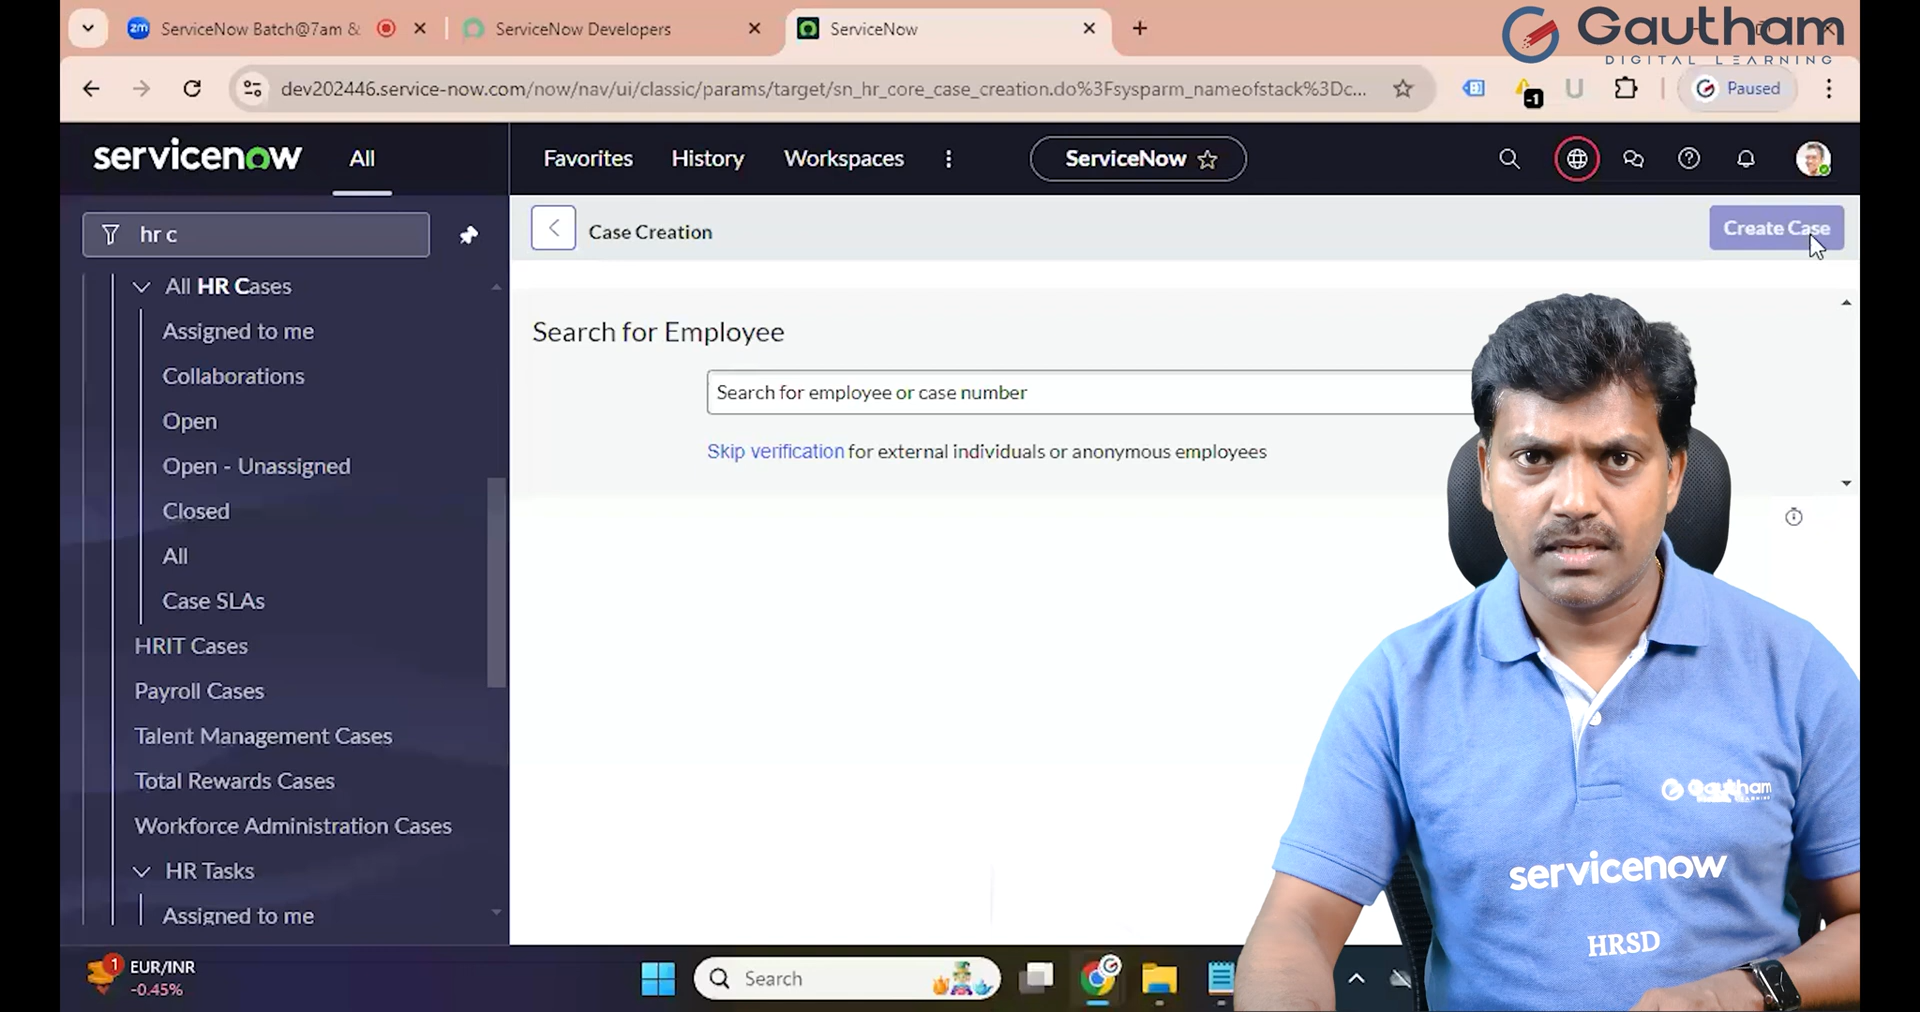 ServiceNow Batch@7am &
ServiceNow Developers
ServiceNow
Gautham
DIGITAL LEARNING
dev202446.service-now.com/now/nav/ui/classic/params/target/sn_hr_core_case_creation.do%3Fsysparm_nameofstack%3Dc...
-1
Paused
servicenow
All
Favorites
History
Workspaces
ServiceNow
hr c
Case Creation
Create Case
All HR Cases
Assigned to me
Collaborations
Open
Open - Unassigned
Closed
All
Case SLAs
HRIT Cases
Payroll Cases
Talent Management Cases
Total Rewards Cases
Workforce Administration Cases
HR Tasks
Assigned to me
Search for Employee
Search for employee or case number
Skip verification for external individuals or anonymous employees
Gautham
servicenow
HRSD
1
EUR/INR
-0.45%
Search